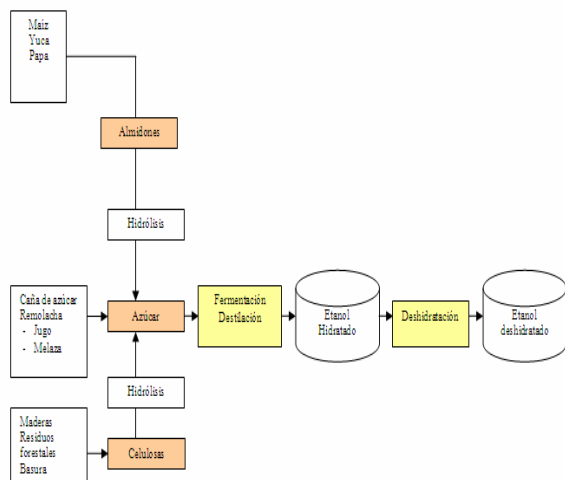 Maiz
Yuca
Papa
Almidones
Hidrólisis
Caña de azúcar
Remolacha
- Jugo
- Melaza
Azúcar
Fermentación
Destilación
Etanol
Hidratado
Deshidratación
Etanol
deshidratado
Hidrólisis
Maderas
Residuos
forestales
Basura
Celulosas